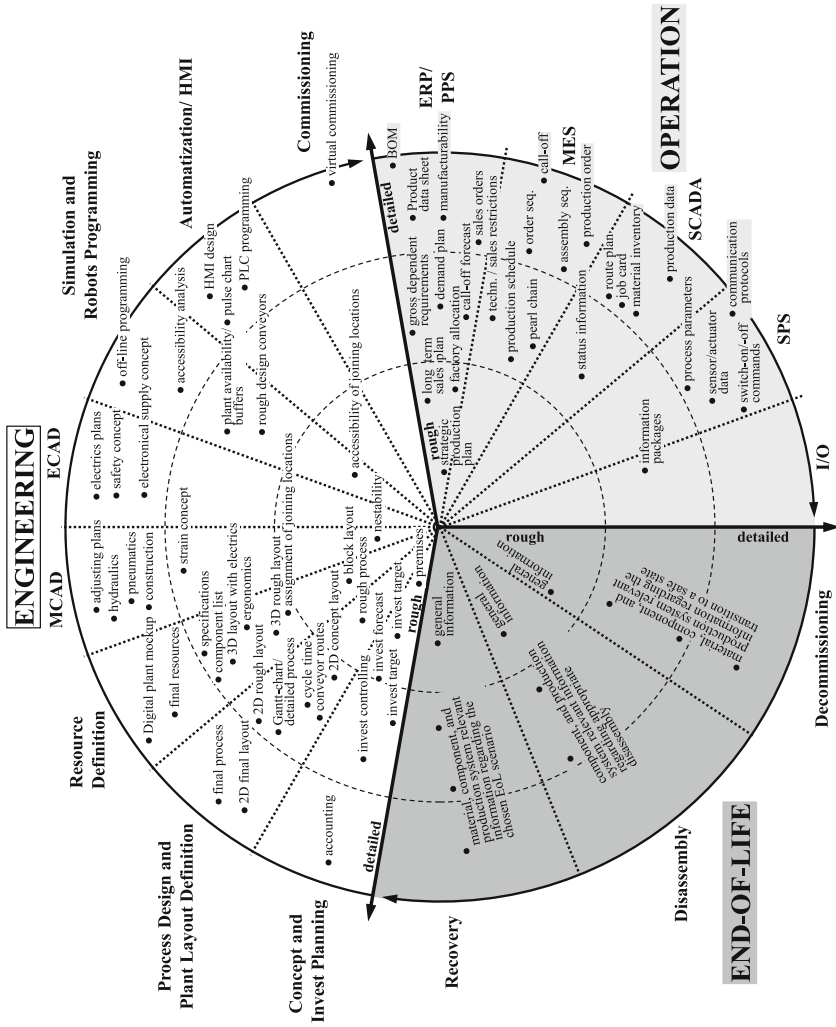 ENGINEERING
MCAD
ECAD
Simulation and
Robots Programming
Automatization/ HMI
Commissioning
Resource
Definition
Process Design and
Plant Layout Definition
Concept and
Invest Planning
OPERATION
ERP/
PPS
MES
SCADA
SPS
I/O
END-OF-LIFE
Recovery
Disassembly
Decommissioning
detailed
rough
accounting
invest controlling
invest target
invest forecast
invest target
premises
final process
2D final layout
2D rough layout
Gantt-chart/
detailed process
cycle time
conveyor routes
2D concept layout
rough process
block layout
Digital plant mockup
final resources
specifications
component list
3D layout with electrics
ergonomics
3D rough layout
assignment of joining locations
nestability
adjusting plans
hydraulics
pneumatics
construction
strain concept
electrics plans
safety concept
electronical supply concept
off-line programming
accessibility analysis
plant availability/
buffers
rough design conveyors
accessibility of joining locations
HMI design
pulse chart
PLC programming
virtual commissioning
detailed
rough
BOM
Product
data sheet
manufacturability
gross dependent
requirements
demand plan
call-off forecast
long term
sales plan
factory allocation
strategic
production
plan
sales orders
techn. / sales restrictions
production schedule
order seq.
pearl chain
call-off
assembly seq.
production order
status information
route plan
job card
material inventory
production data
process parameters
sensor/actuator
data
communication
protocols
switch-on/-off
commands
information
packages
rough
detailed
general
information
material, component, and
production system relevant
information regarding the
transition to a safe state
general
information
component, and production
system relevant information
regarding appropriate
disassembly
general
information
material, component, and
production system relevant
information regarding the
chosen EoL scenario